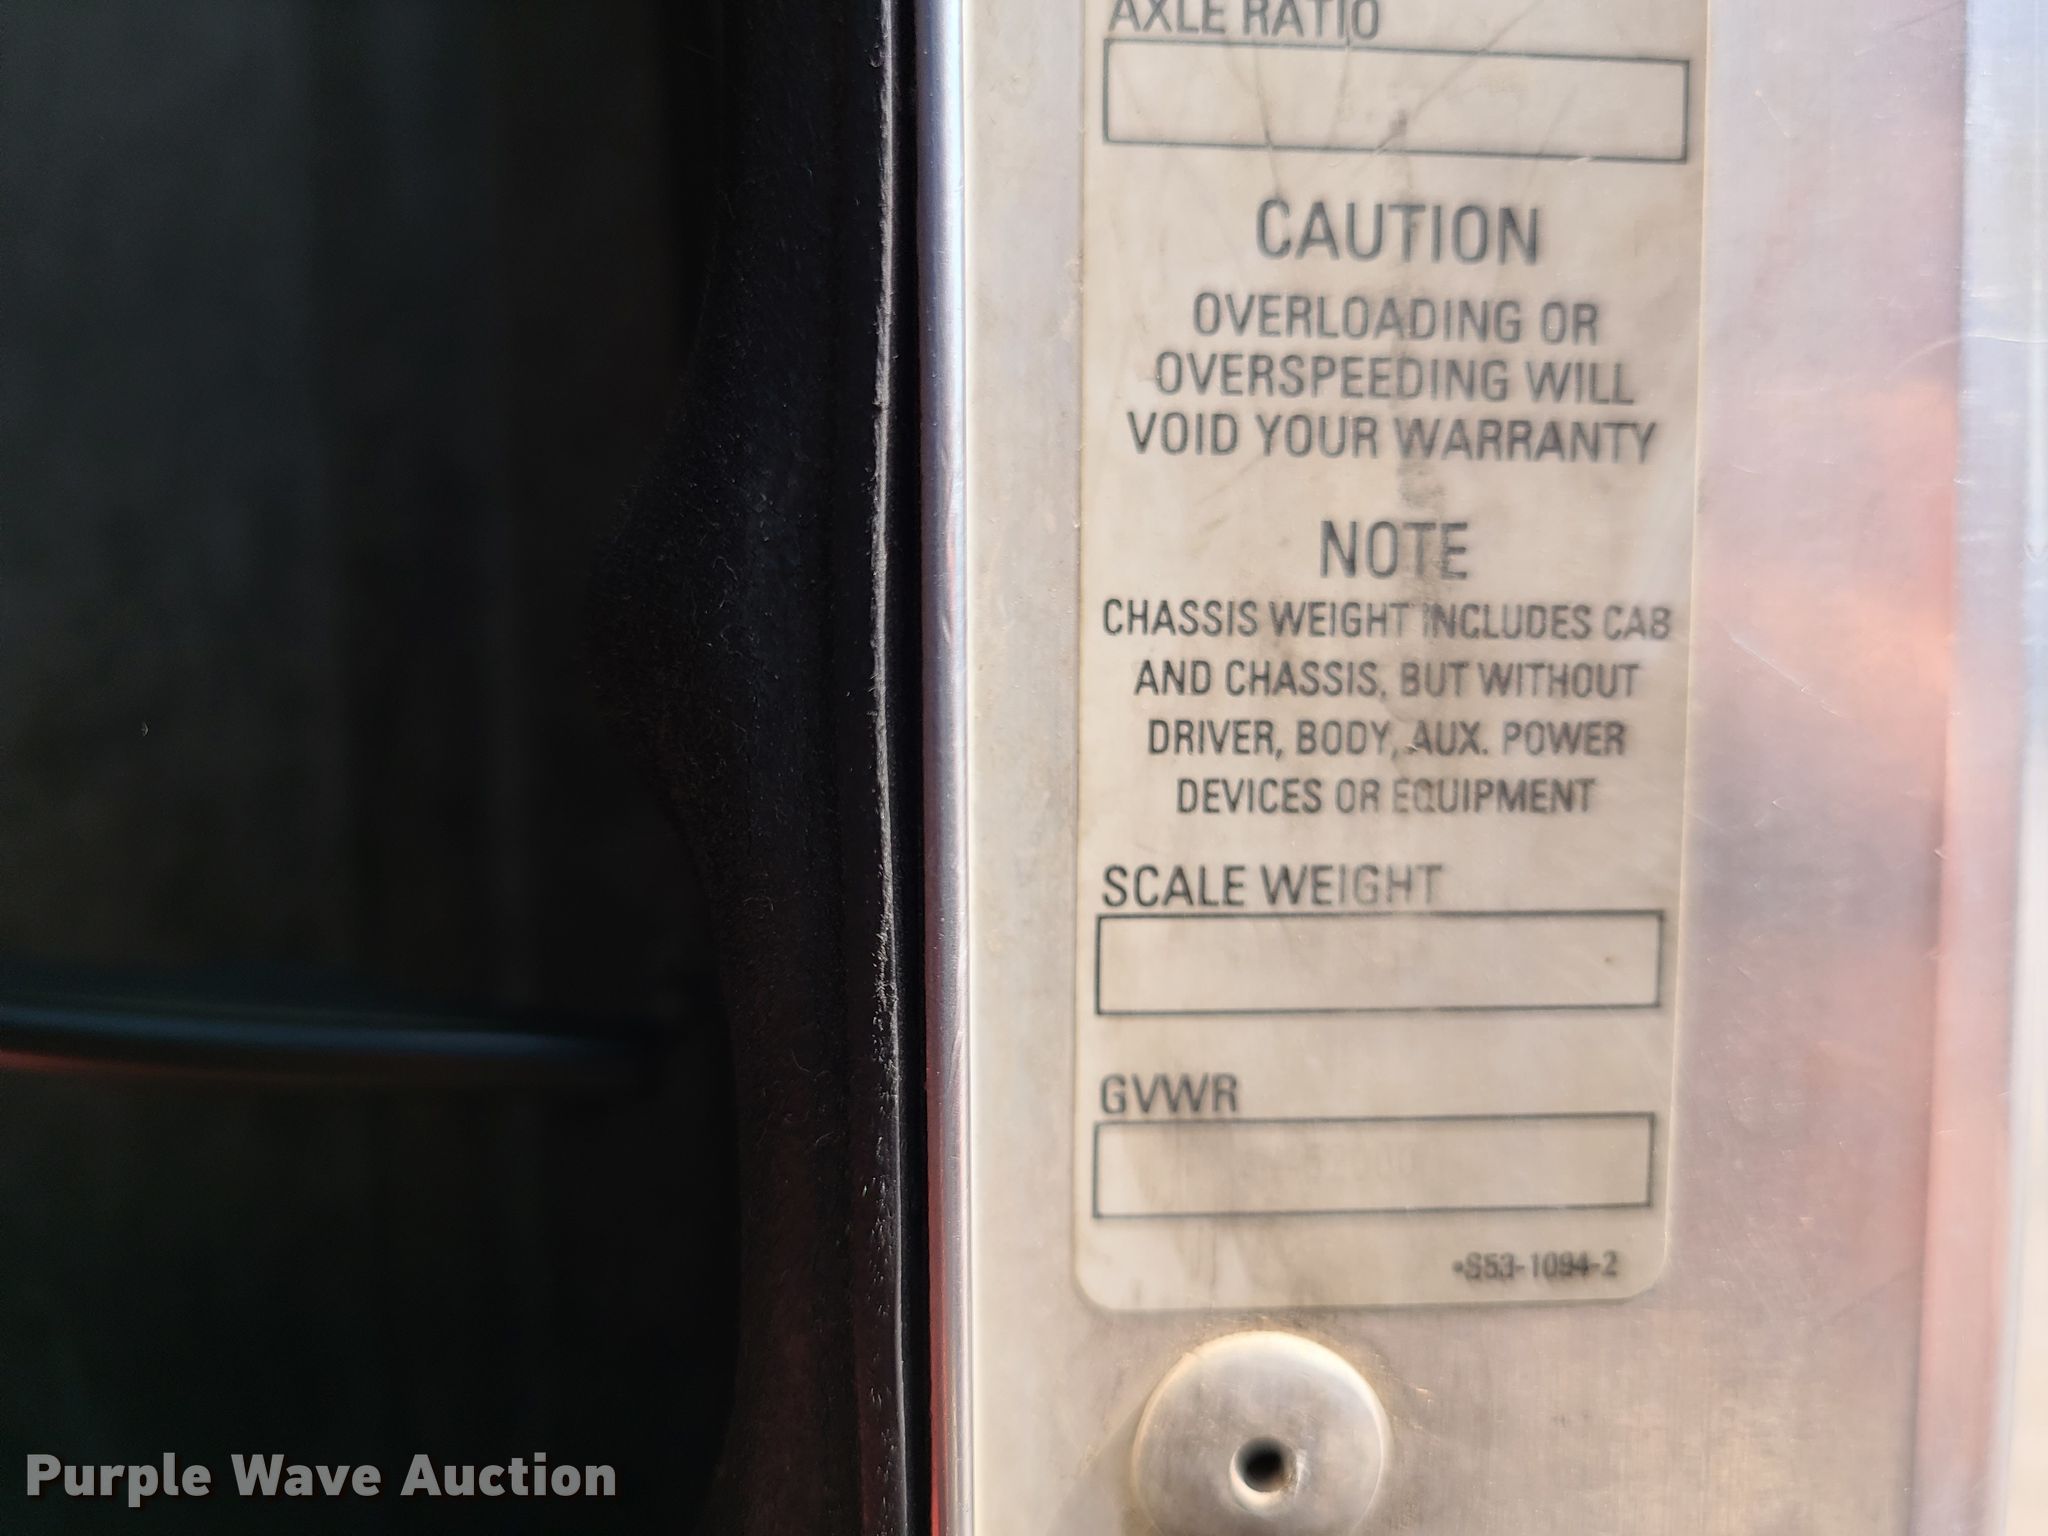 AXLE RATIO
CAUTION
OVERLOADING OR
OVERSPEEDING WILL
VOID YOUR WARRANTY
NOTE
CHASSIS WEIGHT INCLUDES CAB
AND CHASSIS, BUT WITHOUT
DRIVER, BODY, AUX. POWER
DEVICES OR EQUIPMENT
SCALE WEIGHT
GVWR
•S53-1094-2
Purple Wave Auction